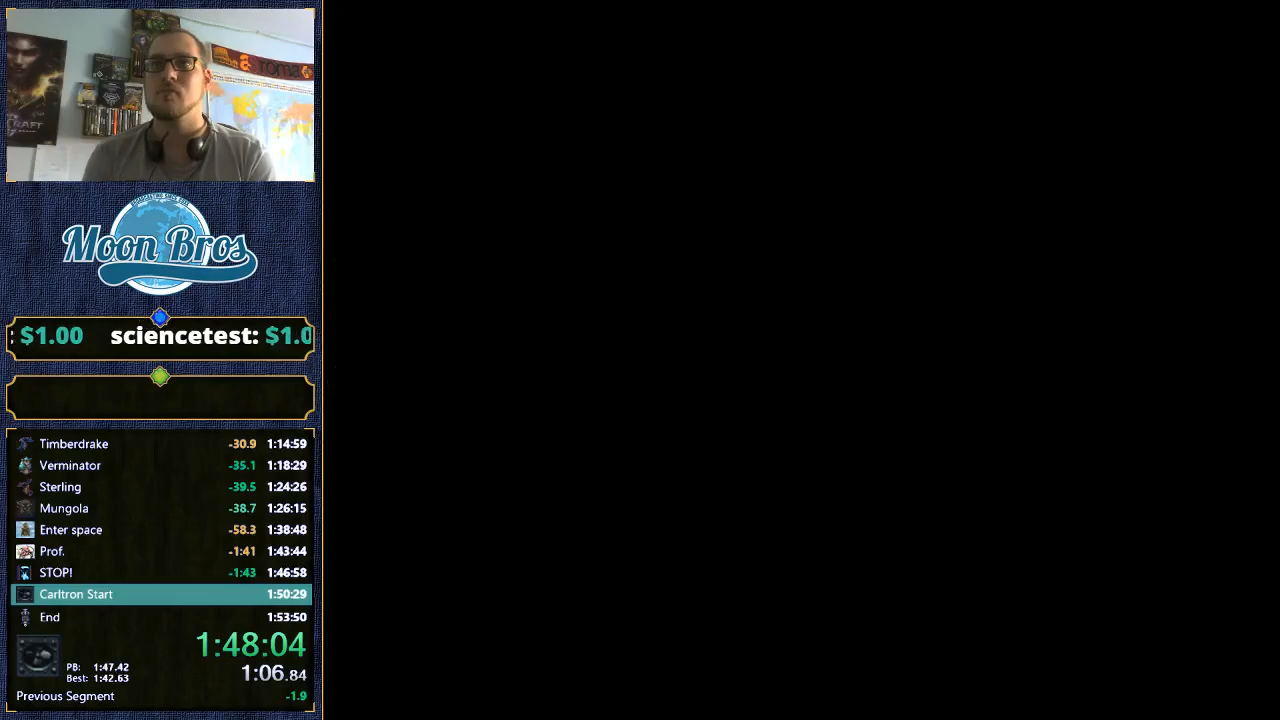 RAFT
roma
BROADCASTING SINCE
Moon Bros
: $1.00 sciencetest: $1.0
Timberdrake -30.9 1:14:59
Verminator -35.1 1:18:29
Sterling -39.5 1:24:26
Mungola -38.7 1:26:15
Enter space -58.3 1:38:48
Prof. -1:41 1:43:44
STOP! -1:43 1:46:58
Carltron Start 1:50:29
End 1:53:50
1:48:04
PB: 1:47.42
Best: 1:42.63
1:06.84
Previous Segment -1.9